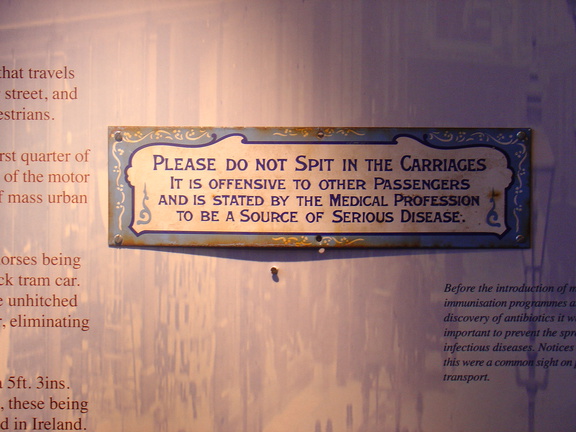 that travels
street, and
estrians.
rst quarter of
of the motor
f mass urban
orses being
ck tram car.
e unhitched
, eliminating
5ft. 3ins.
, these being
d in Ireland.
PLEASE DO NOT SPIT IN THE CARRIAGES
IT IS OFFENSIVE TO OTHER PASSENGERS
AND IS STATED BY THE MEDICAL PROFESSION
TO BE A SOURCE OF SERIOUS DISEASE.
Before the introduction of m
immunisation programmes a
discovery of antibiotics it w
important to prevent the spr
infectious diseases. Notices
this were a common sight on p
transport.